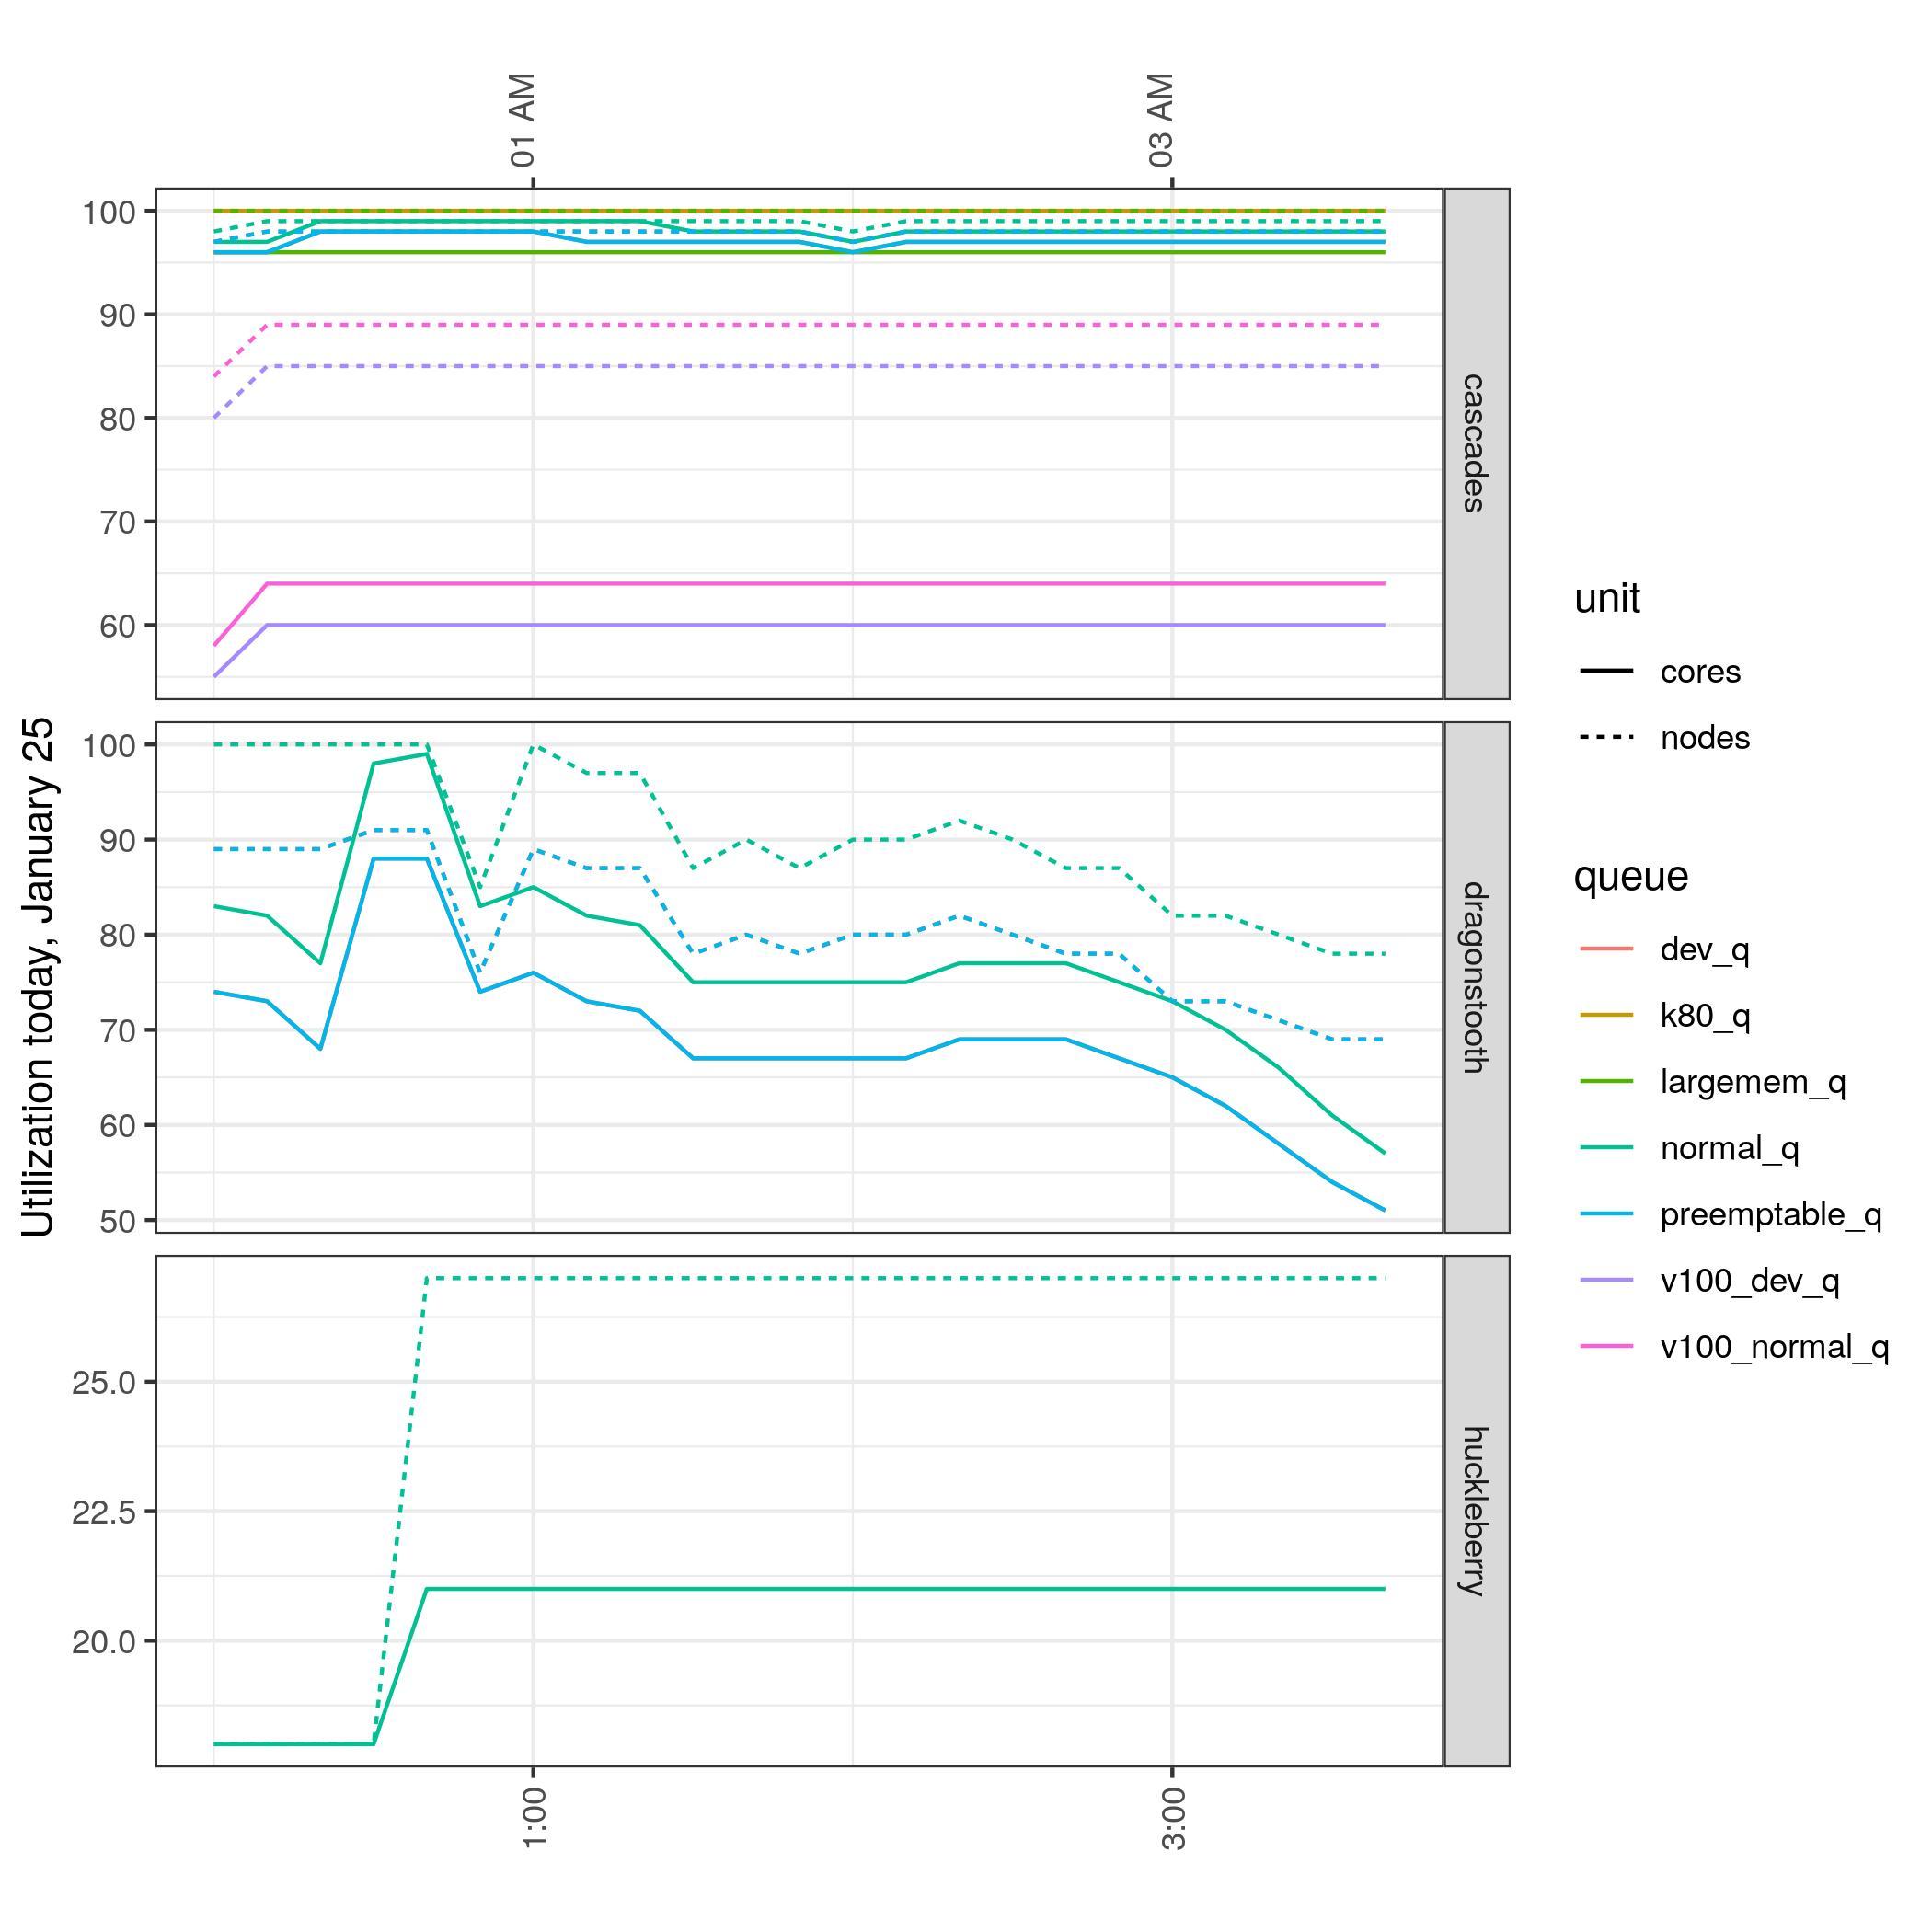 01 AM
03 AM
100
90
80
70
60
cascades
100
90
80
70
60
50
dragonstooth
25.0
22.5
20.0
huckleberry
1:00
3:00
Utilization today, January 25
unit
cores
nodes
queue
dev_q
k80_q
largemem_q
normal_q
preemptable_q
v100_dev_q
v100_normal_q